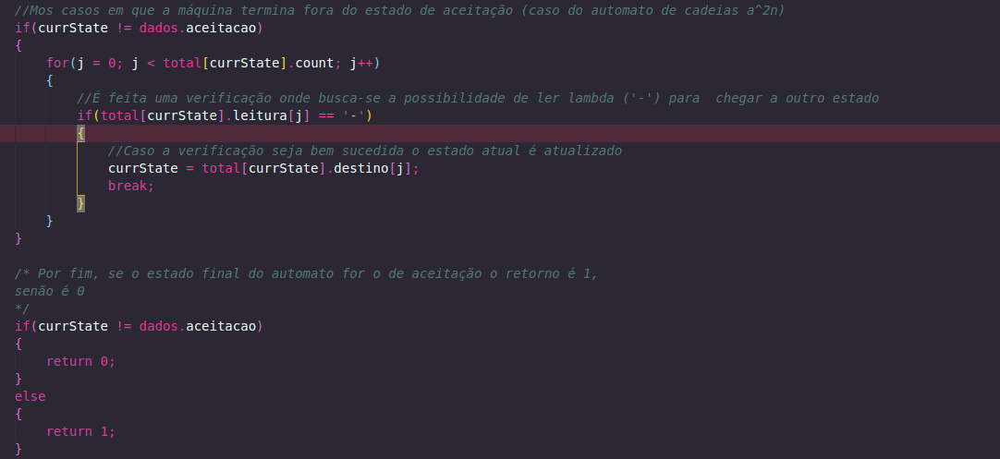 //Mos casos em que a máquina termina fora do estado de aceitação (caso do automato de cadeias a^2n)
if(currState != dados.aceitacao)
{
for(j = 0; j < total[currState].count; j++)
{
//É feita uma verificação onde busca-se a possibilidade de ler lambda ('-') para  chegar a outro estado
if(total[currState].leitura[j] == '-')
{
//Caso a verificação seja bem sucedida o estado atual é atualizado
currState = total[currState].destino[j];
break;
}
}
}
/* Por fim, se o estado final do automato for o de aceitação o retorno é 1,
senão é 0
*/
if(currState != dados.aceitacao)
{
return 0;
}
else
{
return 1;
}